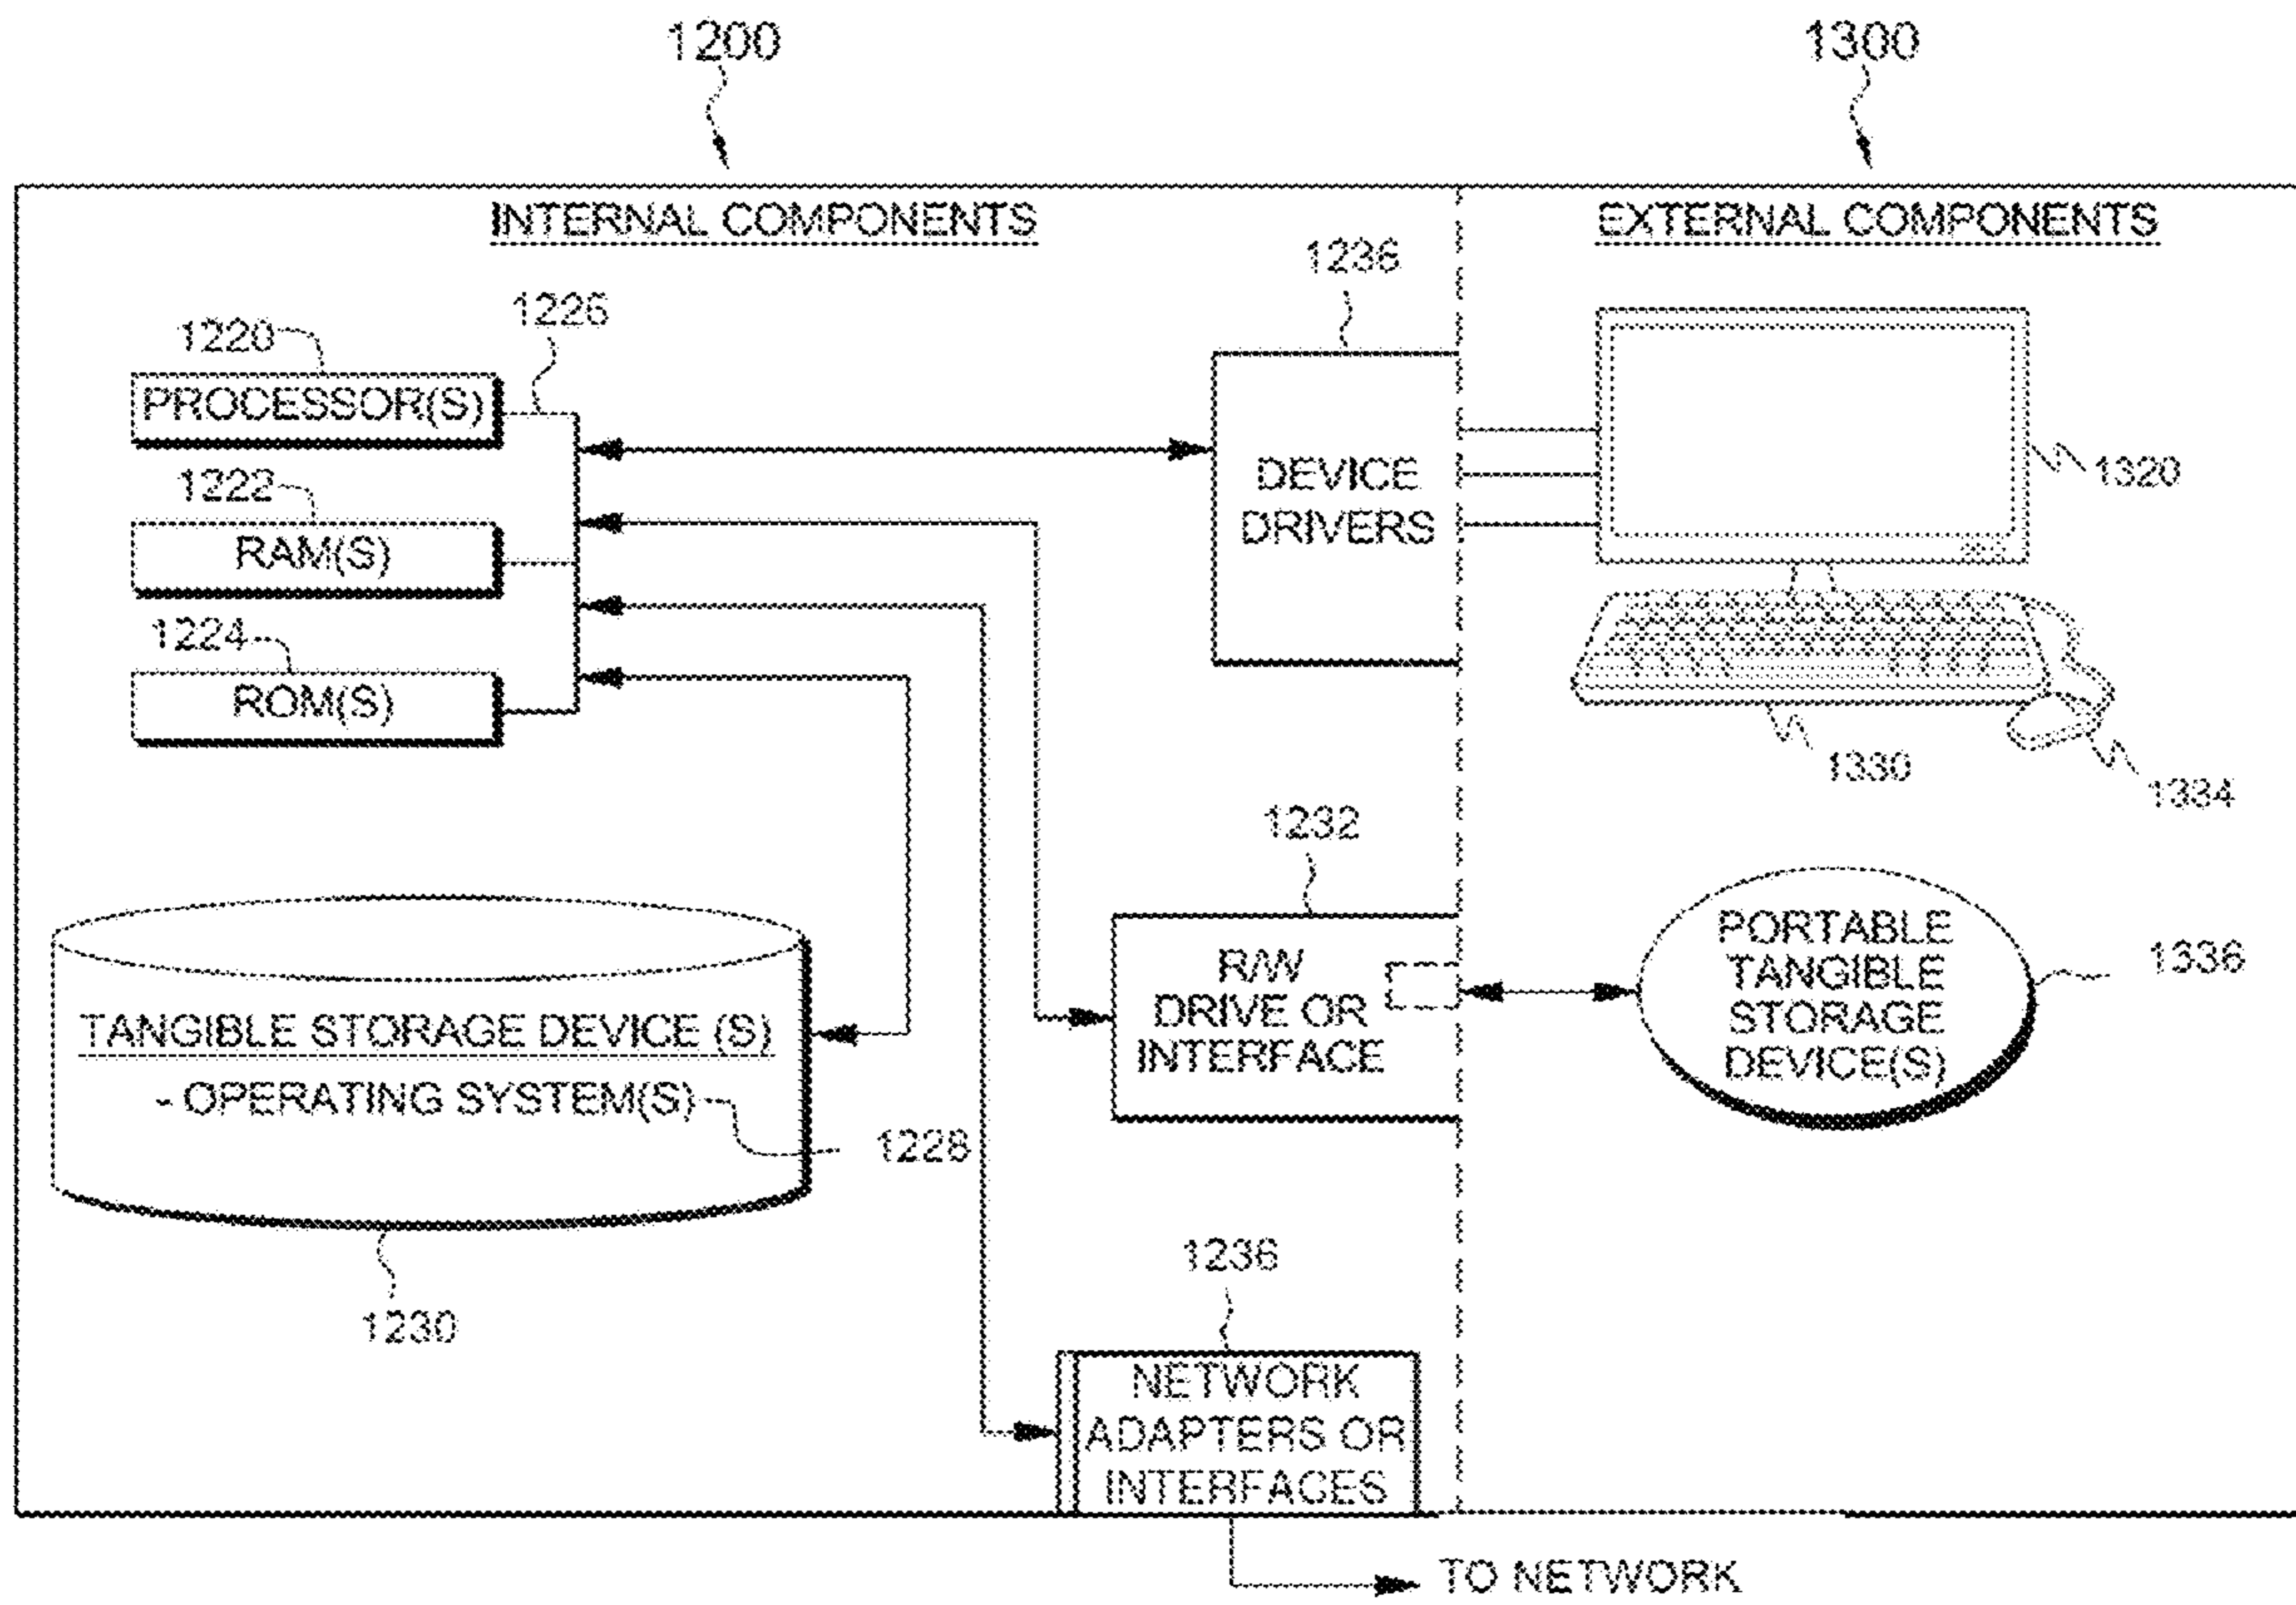 1200
1300
INTERNAL COMPONENTS
EXTERNAL COMPONENTS
1236
1226
1220
PROCESSOR(S)
1222
RAM(S)
1224
ROM(S)
DEVICE
DRIVERS
1320
1330
1334
1232
R/W
DRIVE OR
INTERFACE
PORTABLE
TANGIBLE
STORAGE
DEVICE(S)
1336
TANGIBLE STORAGE DEVICE (S)
- OPERATING SYSTEM(S)
1228
1230
1236
NETWORK
ADAPTERS OR
INTERFACES
TO NETWORK